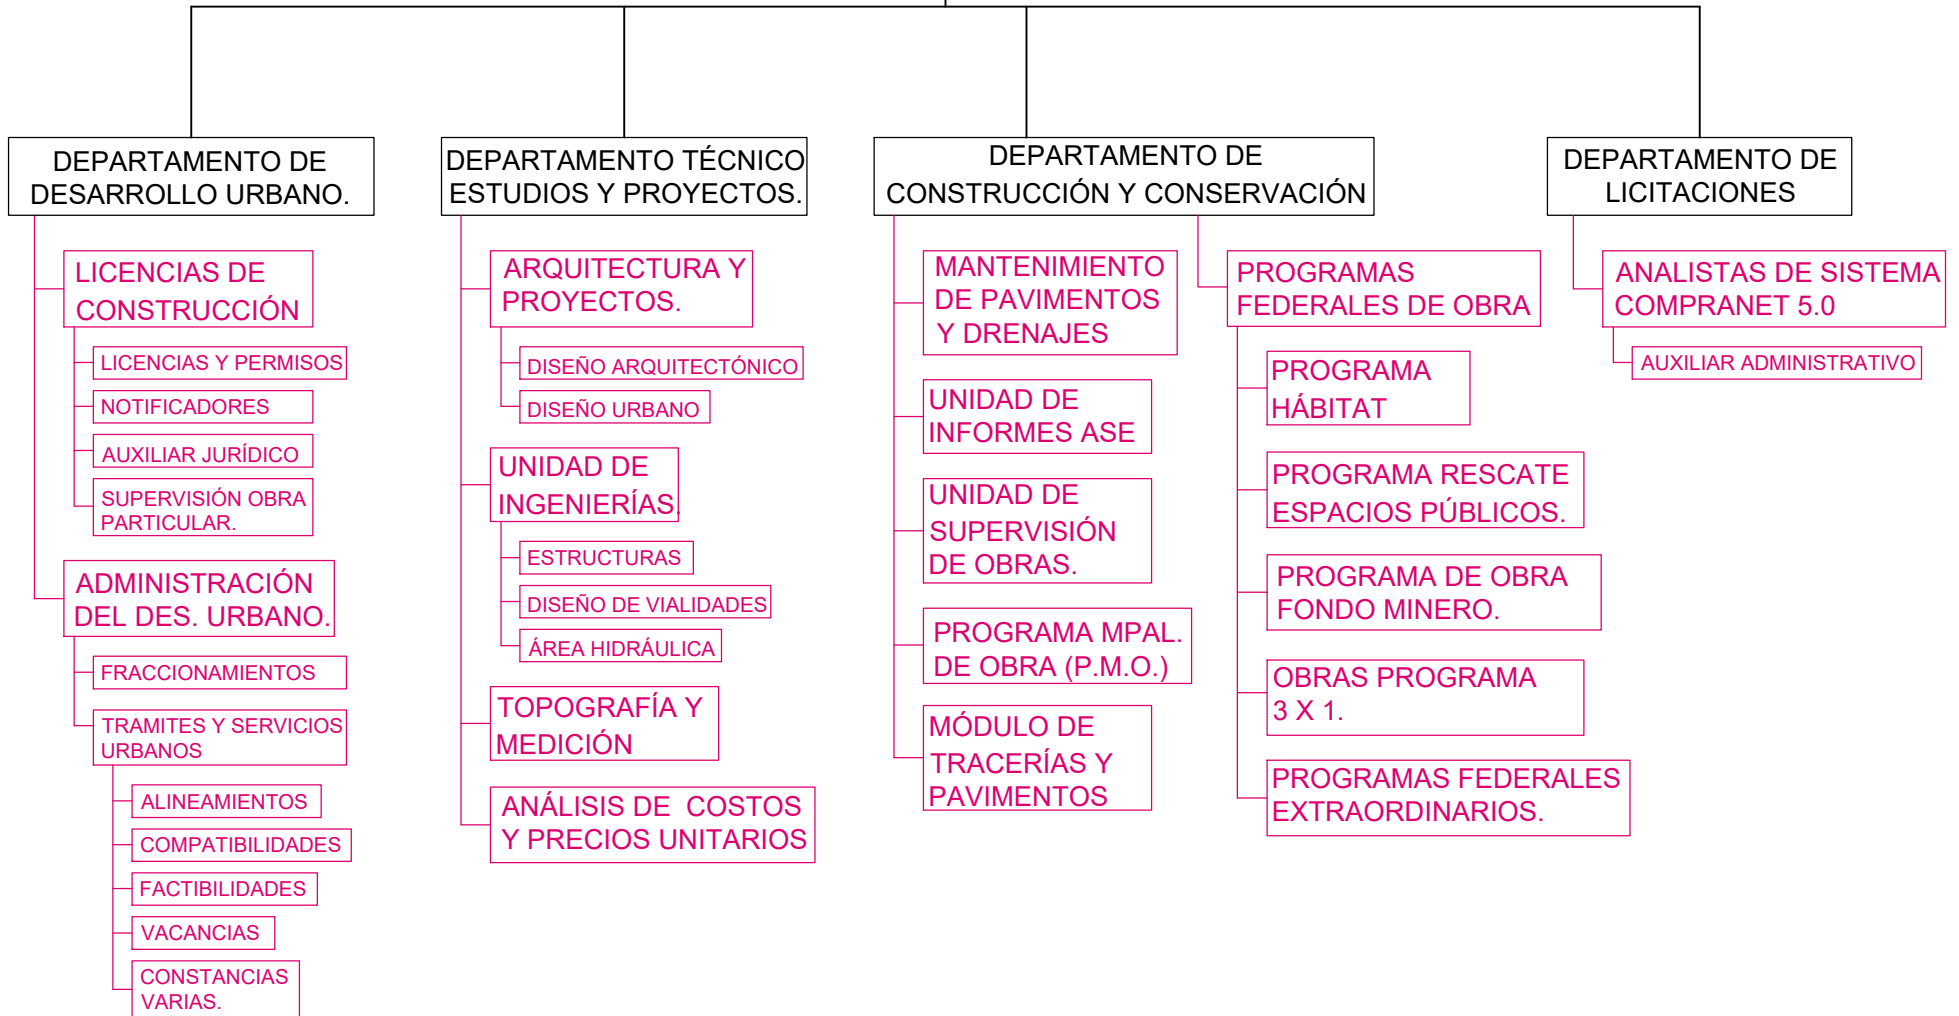 DEPARTAMENTO DE
DESARROLLO URBANO.
LICENCIAS DE
CONSTRUCCIÓN
LICENCIAS Y PERMISOS
NOTIFICADORES
AUXILIAR JURÍDICO
SUPERVISIÓN OBRA
PARTICULAR.
ADMINISTRACIÓN
DEL DES. URBANO.
FRACCIONAMIENTOS
TRAMITES Y SERVICIOS
URBANOS
ALINEAMIENTOS
COMPATIBILIDADES
FACTIBILIDADES
VACANCIAS
CONSTANCIAS
VARIAS.
DEPARTAMENTO TÉCNICO
ESTUDIOS Y PROYECTOS.
ARQUITECTURA Y
PROYECTOS.
DISEÑO ARQUITECTÓNICO
DISEÑO URBANO
UNIDAD DE
INGENIERÍAS.
ESTRUCTURAS
DISEÑO DE VIALIDADES
ÁREA HIDRÁULICA
TOPOGRAFÍA Y
MEDICIÓN
ANÁLISIS DE COSTOS
Y PRECIOS UNITARIOS
DEPARTAMENTO DE
CONSTRUCCIÓN Y CONSERVACIÓN
MANTENIMIENTO
DE PAVIMENTOS
Y DRENAJES
UNIDAD DE
INFORMES ASE
UNIDAD DE
SUPERVISIÓN
DE OBRAS.
PROGRAMA MPAL.
DE OBRA (P.M.O.)
MÓDULO DE
TRACERÍAS Y
PAVIMENTOS
PROGRAMAS
FEDERALES DE OBRA
PROGRAMA
HÁBITAT
PROGRAMA RESCATE
ESPACIOS PÚBLICOS.
PROGRAMA DE OBRA
FONDO MINERO.
OBRAS PROGRAMA
3 X 1.
PROGRAMAS FEDERALES
EXTRAORDINARIOS.
DEPARTAMENTO DE
LICITACIONES
ANALISTAS DE SISTEMA
COMPRANET 5.0
AUXILIAR ADMINISTRATIVO